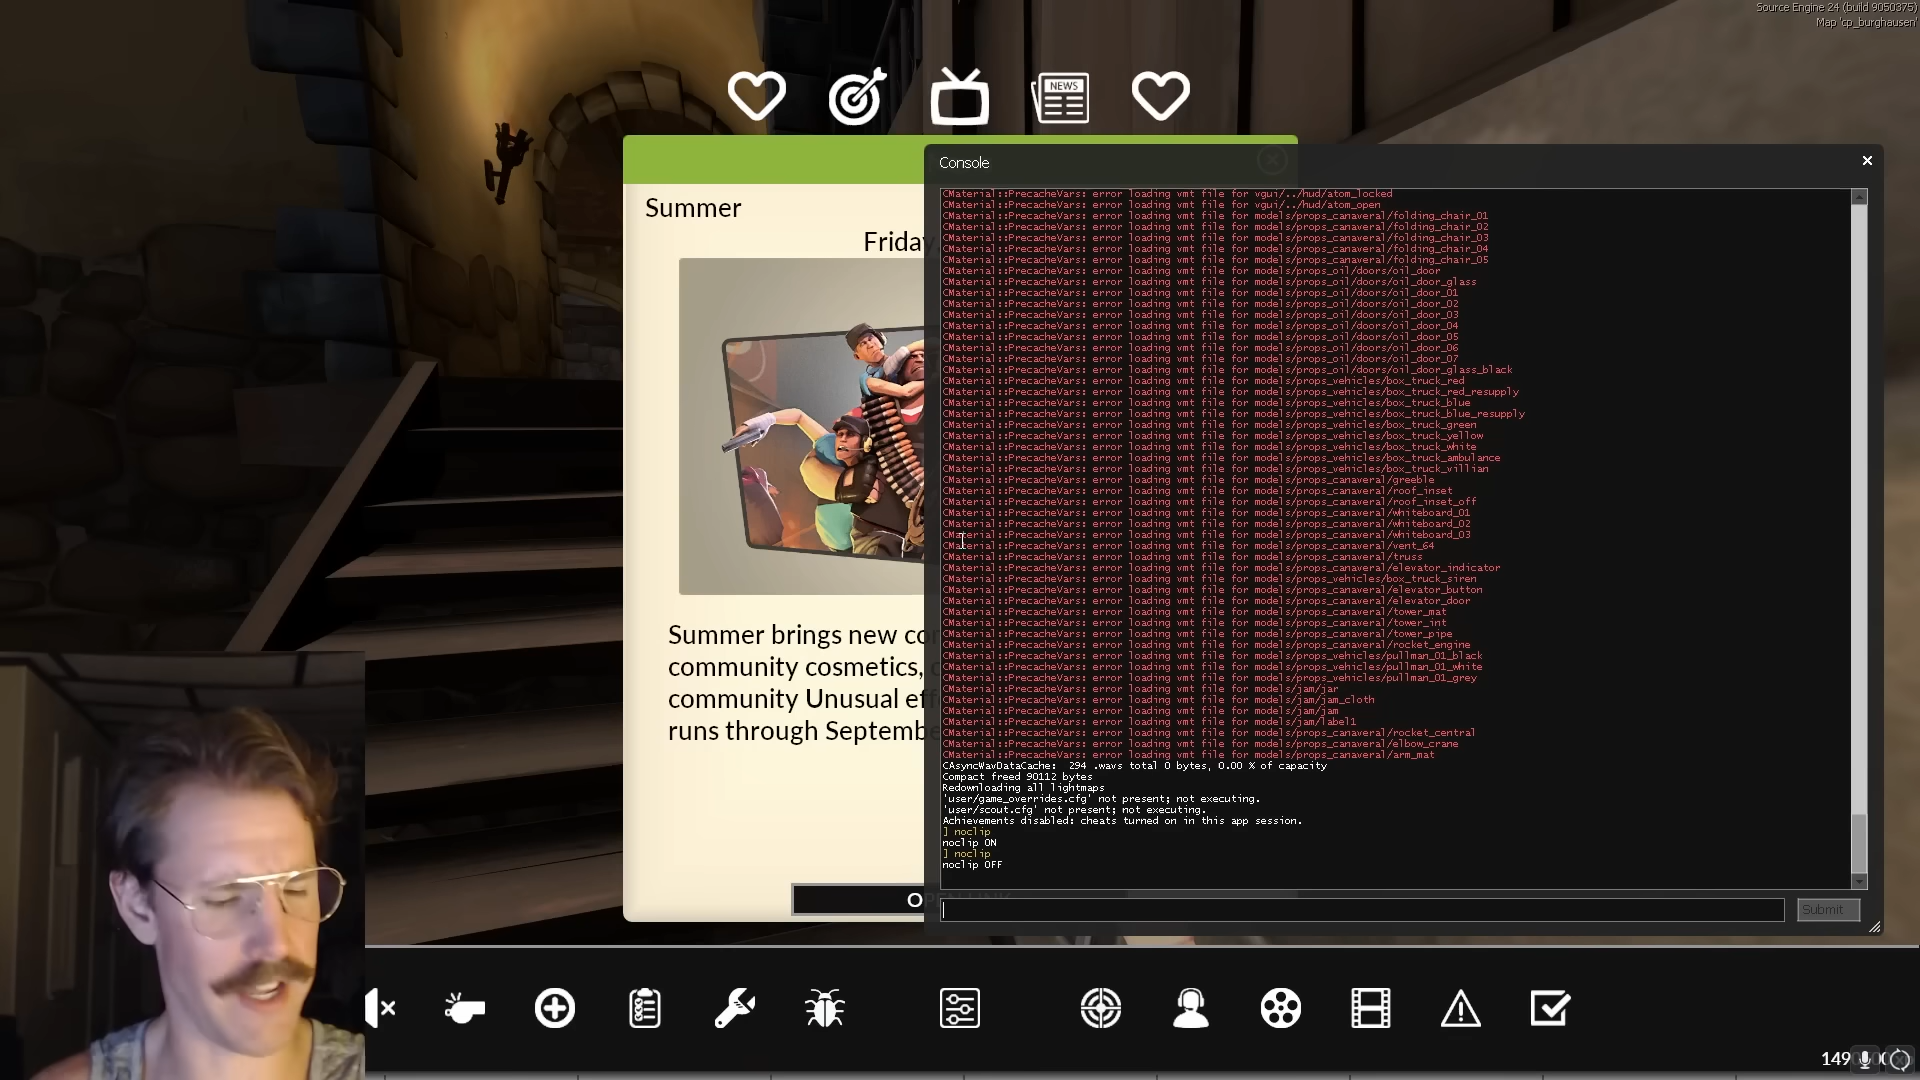 Source Engine 24 (build 9050375)
Map 'cp_burghausen'
NEWS
Summer
Friday
Summer brings new co
community cosmetics,
community Unusual ef
runs through Septemb
Console
CMaterial::PrecacheVars: error loading vmt file for vgui/../hud/atom_locked
CMaterial::PrecacheVars: error loading vmt file for vgui/../hud/atom_open
CMaterial::PrecacheVars: error loading vmt file for models/props_canaveral/folding_chair_01
CMaterial::PrecacheVars: error loading vmt file for models/props_canaveral/folding_chair_02
CMaterial::PrecacheVars: error loading vmt file for models/props_canaveral/folding_chair_03
CMaterial::PrecacheVars: error loading vmt file for models/props_canaveral/folding_chair_04
CMaterial::PrecacheVars: error loading vmt file for models/props_canaveral/folding_chair_05
CMaterial::PrecacheVars: error loading vmt file for models/props_oil/doors/oil_door
CMaterial::PrecacheVars: error loading vmt file for models/props_oil/doors/oil_door_glass
CMaterial::PrecacheVars: error loading vmt file for models/props_oil/doors/oil_door_01
CMaterial::PrecacheVars: error loading vmt file for models/props_oil/doors/oil_door_02
CMaterial::PrecacheVars: error loading vmt file for models/props_oil/doors/oil_door_03
CMaterial::PrecacheVars: error loading vmt file for models/props_oil/doors/oil_door_04
CMaterial::PrecacheVars: error loading vmt file for models/props_oil/doors/oil_door_05
CMaterial::PrecacheVars: error loading vmt file for models/props_oil/doors/oil_door_06
CMaterial::PrecacheVars: error loading vmt file for models/props_oil/doors/oil_door_07
CMaterial::PrecacheVars: error loading vmt file for models/props_oil/doors/oil_door_glass_black
CMaterial::PrecacheVars: error loading vmt file for models/props_vehicles/box_truck_red
CMaterial::PrecacheVars: error loading vmt file for models/props_vehicles/box_truck_red_resupply
CMaterial::PrecacheVars: error loading vmt file for models/props_vehicles/box_truck_blue
CMaterial::PrecacheVars: error loading vmt file for models/props_vehicles/box_truck_blue_resupply
CMaterial::PrecacheVars: error loading vmt file for models/props_vehicles/box_truck_green
CMaterial::PrecacheVars: error loading vmt file for models/props_vehicles/box_truck_yellow
CMaterial::PrecacheVars: error loading vmt file for models/props_vehicles/box_truck_white
CMaterial::PrecacheVars: error loading vmt file for models/props_vehicles/box_truck_ambulance
CMaterial::PrecacheVars: error loading vmt file for models/props_vehicles/box_truck_villian
CMaterial::PrecacheVars: error loading vmt file for models/props_canaveral/greeble
CMaterial::PrecacheVars: error loading vmt file for models/props_canaveral/roof_inset
CMaterial::PrecacheVars: error loading vmt file for models/props_canaveral/roof_inset_off
CMaterial::PrecacheVars: error loading vmt file for models/props_canaveral/whiteboard_01
CMaterial::PrecacheVars: error loading vmt file for models/props_canaveral/whiteboard_02
CMaterial::PrecacheVars: error loading vmt file for models/props_canaveral/whiteboard_03
CMaterial::PrecacheVars: error loading vmt file for models/props_canaveral/vent_64
CMaterial::PrecacheVars: error loading vmt file for models/props_canaveral/truss
CMaterial::PrecacheVars: error loading vmt file for models/props_canaveral/elevator_indicator
CMaterial::PrecacheVars: error loading vmt file for models/props_vehicles/box_truck_siren
CMaterial::PrecacheVars: error loading vmt file for models/props_canaveral/elevator_button
CMaterial::PrecacheVars: error loading vmt file for models/props_canaveral/elevator_door
CMaterial::PrecacheVars: error loading vmt file for models/props_canaveral/tower_mat
CMaterial::PrecacheVars: error loading vmt file for models/props_canaveral/tower_int
CMaterial::PrecacheVars: error loading vmt file for models/props_canaveral/tower_pipe
CMaterial::PrecacheVars: error loading vmt file for models/props_canaveral/rocket_engine
CMaterial::PrecacheVars: error loading vmt file for models/props_vehicles/pullman_01_black
CMaterial::PrecacheVars: error loading vmt file for models/props_vehicles/pullman_01_white
CMaterial::PrecacheVars: error loading vmt file for models/props_vehicles/pullman_01_grey
CMaterial::PrecacheVars: error loading vmt file for models/jam/jar
CMaterial::PrecacheVars: error loading vmt file for models/jam/jam_cloth
CMaterial::PrecacheVars: error loading vmt file for models/jam/jam
CMaterial::PrecacheVars: error loading vmt file for models/jam/label1
CMaterial::PrecacheVars: error loading vmt file for models/props_canaveral/rocket_central
CMaterial::PrecacheVars: error loading vmt file for models/props_canaveral/elbow_crane
CMaterial::PrecacheVars: error loading vmt file for models/props_canaveral/arm_mat
CAsyncWavDataCache:  294 .wavs total 0 bytes, 0.00 % of capacity
Compact freed 90112 bytes
Redownloading all lightmaps
'user/game_overrides.cfg' not present; not executing.
'user/scout.cfg' not present; not executing.
Achievements disabled: cheats turned on in this app session.
] noclip
noclip ON
] noclip
noclip OFF
OPEN LINK
Submit
149